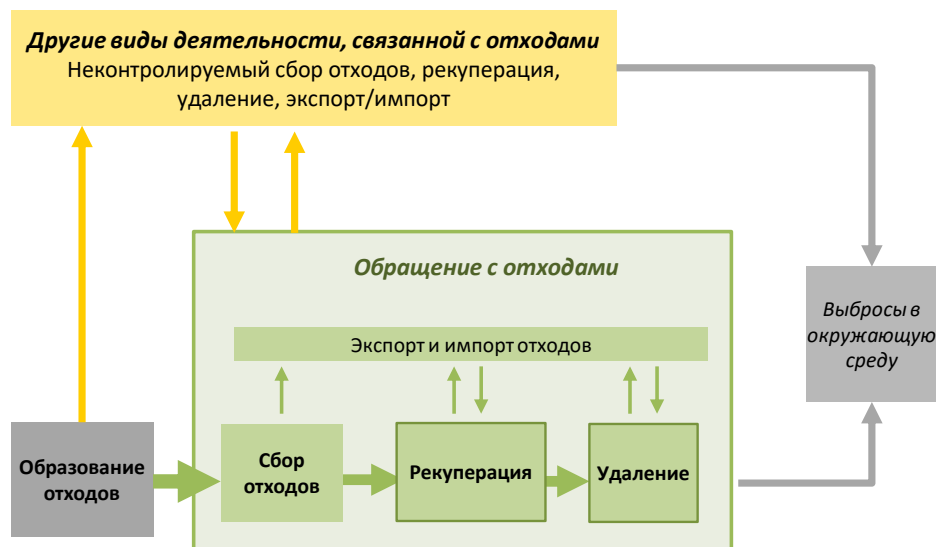 Другие виды деятельности, связанной с отходами
Неконтролируемый сбор отходов, рекуперация,
удаление, экспорт/импорт
Обращение с отходами
Экспорт и импорт отходов
Выбросы в
окружающую
среду
Образование
отходов
Сбор
отходов
Рекуперация
Удаление